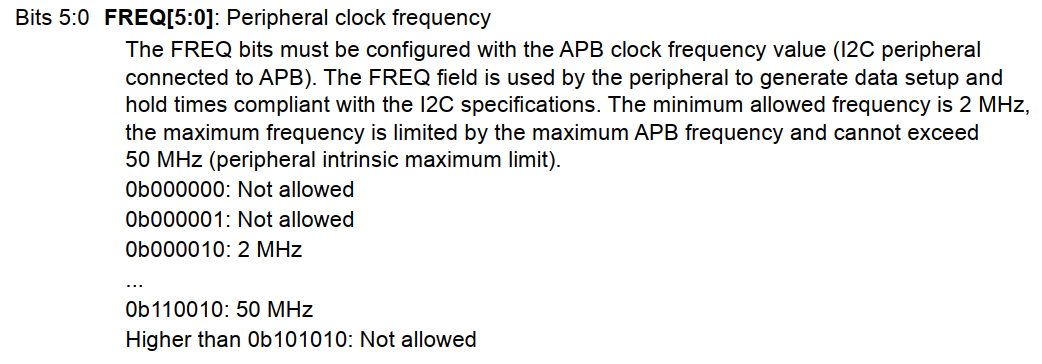 Bits 5:0 FREQ[5:0]: Peripheral clock frequency
The FREQ bits must be configured with the APB clock frequency value (I2C peripheral
connected to APB). The FREQ field is used by the peripheral to generate data setup and
hold times compliant with the I2C specifications. The minimum allowed frequency is 2 MHz,
the maximum frequency is limited by the maximum APB frequency and cannot exceed
50 MHz (peripheral intrinsic maximum limit).
0b000000: Not allowed
0b000001: Not allowed
0b000010: 2 MHz
...
0b110010: 50 MHz
Higher than 0b101010: Not allowed